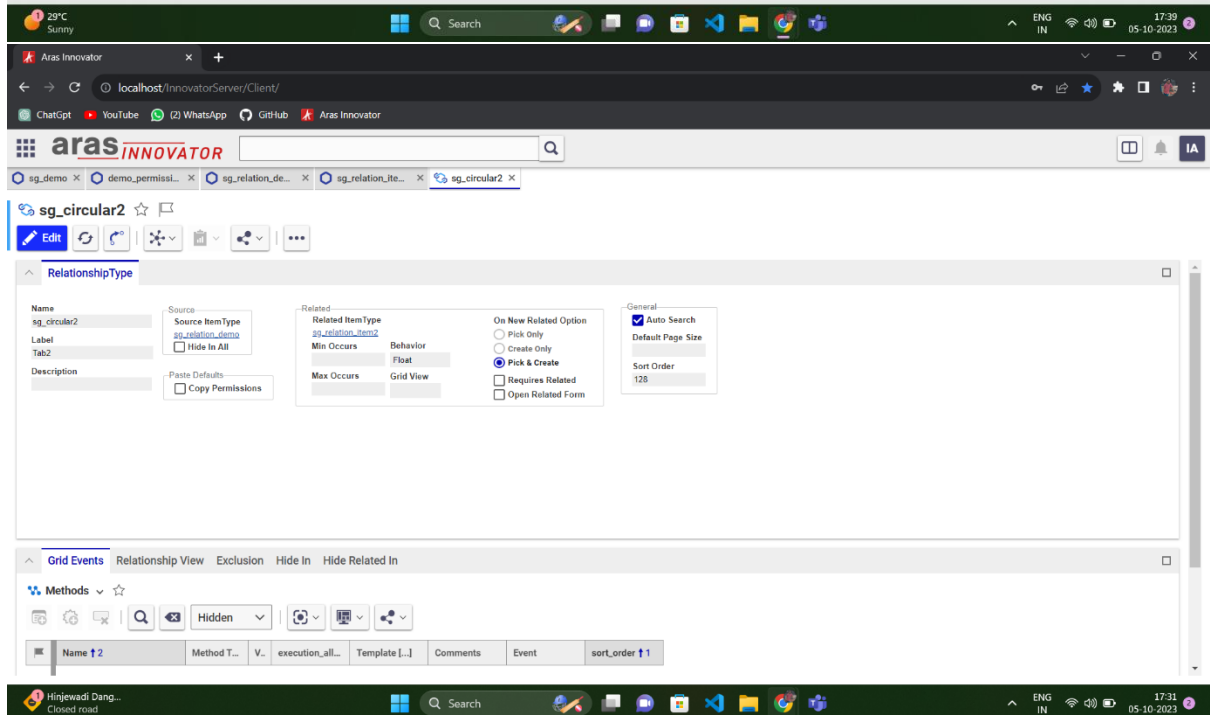 1 29°C
Sunny
Search
ENG
IN
17:39
05-10-2023
2
Aras Innovator
localhost/InnovatorServer/Client/
ChatGpt YouTube (2) WhatsApp GitHub Aras Innovator
aras INNOVATOR
IA
sg_demo demo_permissi... sg_relation_de... sg_relation_ite... sg_circular2
sg_circular2
Edit
RelationshipType
Name
sg_circular2
Label
Tab2
Description
Source
Source ItemType
sg_relation_demo
Hide In All
Paste Defaults
Copy Permissions
Related
Related ItemType
sg_relation_item2
Min Occurs
Behavior
Float
Max Occurs
Grid View
On New Related Option
Pick Only
Create Only
Pick & Create
Requires Related
Open Related Form
General
Auto Search
Default Page Size
Sort Order
128
Grid Events Relationship View Exclusion Hide In Hide Related In
Methods
Hidden
Name 2 Method T... V... execution_all... Template [...] Comments Event sort_order 1
1 Hinjewadi Dang...
Closed road
Search
ENG
IN
17:31
05-10-2023
2